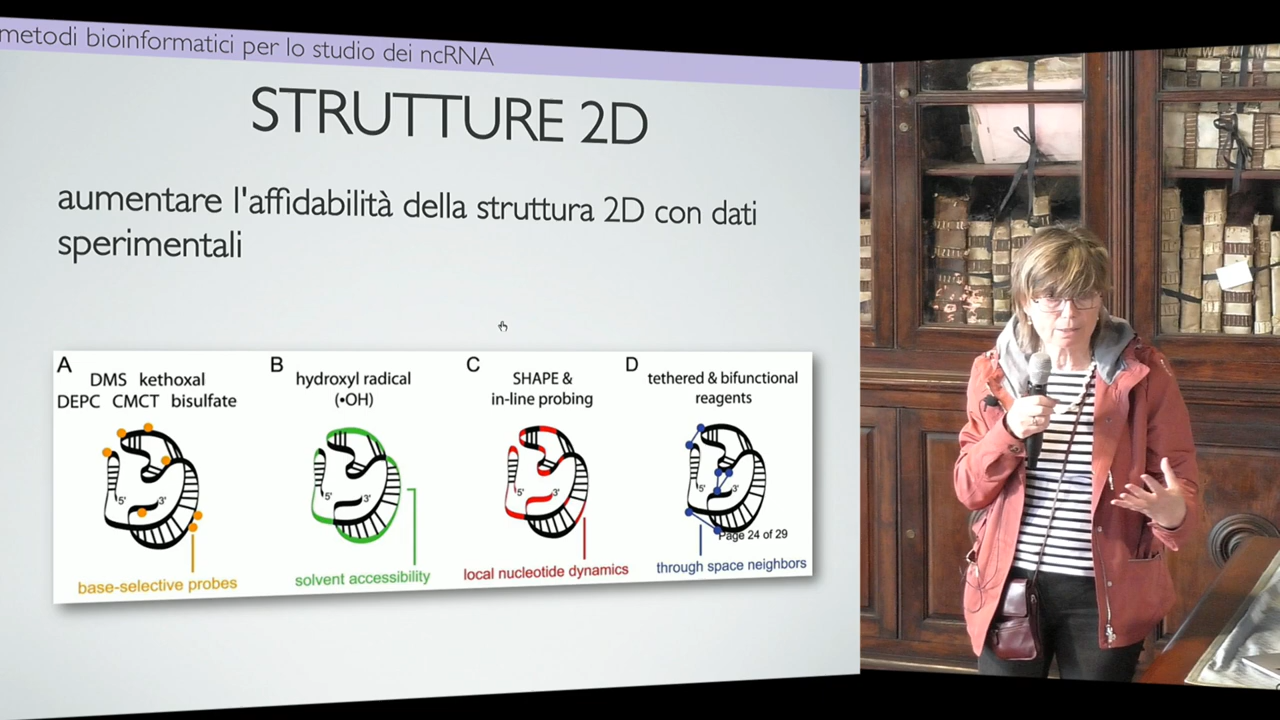 metodi bioinformatici per lo studio dei ncRNA
STRUTTURE 2D
aumentare l'affidabilità della struttura 2D con dati
sperimentali
A
DMS kethoxal
DEPC CMCT bisulfate
5'
3'
base-selective probes
B
hydroxyl radical
(•OH)
5'
3'
solvent accessibility
C
SHAPE &
in-line probing
5'
3'
local nucleotide dynamics
D
tethered & bifunctional
reagents
5'
3'
Page 24 of 29
through space neighbors